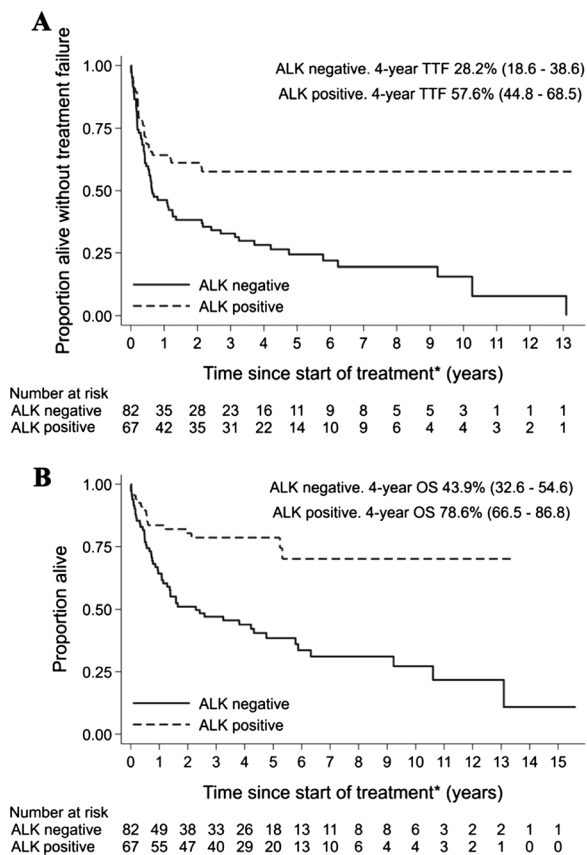 A
1.00
0.75
0.50
0.25
0.00
Proportion alive without treatment failure
ALK negative. 4-year TTF 28.2% (18.6 - 38.6)
ALK positive. 4-year TTF 57.6% (44.8 - 68.5)
ALK negative
ALK positive
0 1 2 3 4 5 6 7 8 9 10 11 12 13
Time since start of treatment* (years)
Number at risk
ALK negative 82 35 28 23 16 11 9 8 5 5 3 1 1 1
ALK positive 67 42 35 31 22 14 10 9 6 4 4 3 2 1
B
1.00
0.75
0.50
0.25
0.00
Proportion alive
ALK negative. 4-year OS 43.9% (32.6 - 54.6)
ALK positive. 4-year OS 78.6% (66.5 - 86.8)
ALK negative
ALK positive
0 1 2 3 4 5 6 7 8 9 10 11 12 13 14 15
Time since start of treatment* (years)
Number at risk
ALK negative 82 49 38 33 26 18 13 11 8 8 6 3 2 2 1 1
ALK positive 67 55 47 40 29 20 13 10 6 4 4 3 2 1 0 0